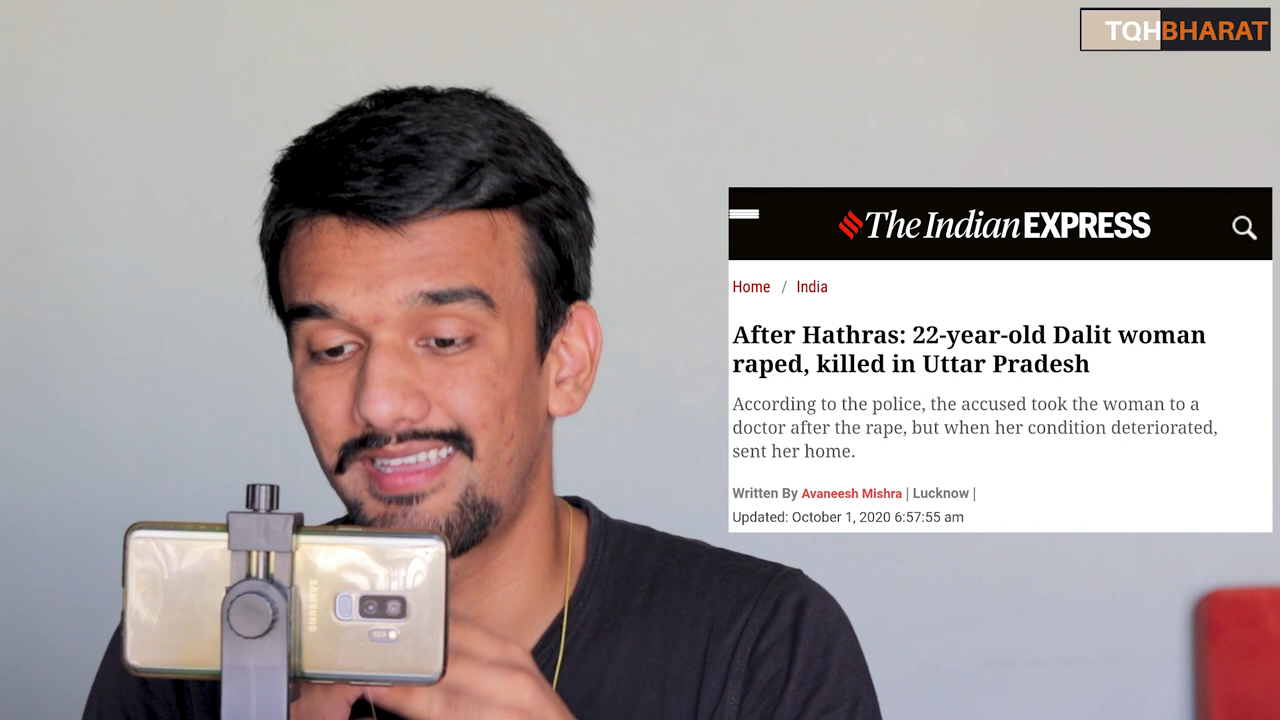 TQHBHARAT
The Indian EXPRESS
Home / India
After Hathras: 22-year-old Dalit woman
raped, killed in Uttar Pradesh
According to the police, the accused took the woman to a
doctor after the rape, but when her condition deteriorated,
sent her home.
Written By Avaneesh Mishra | Lucknow |
Updated: October 1, 2020 6:57:55 am
SAMSUNG